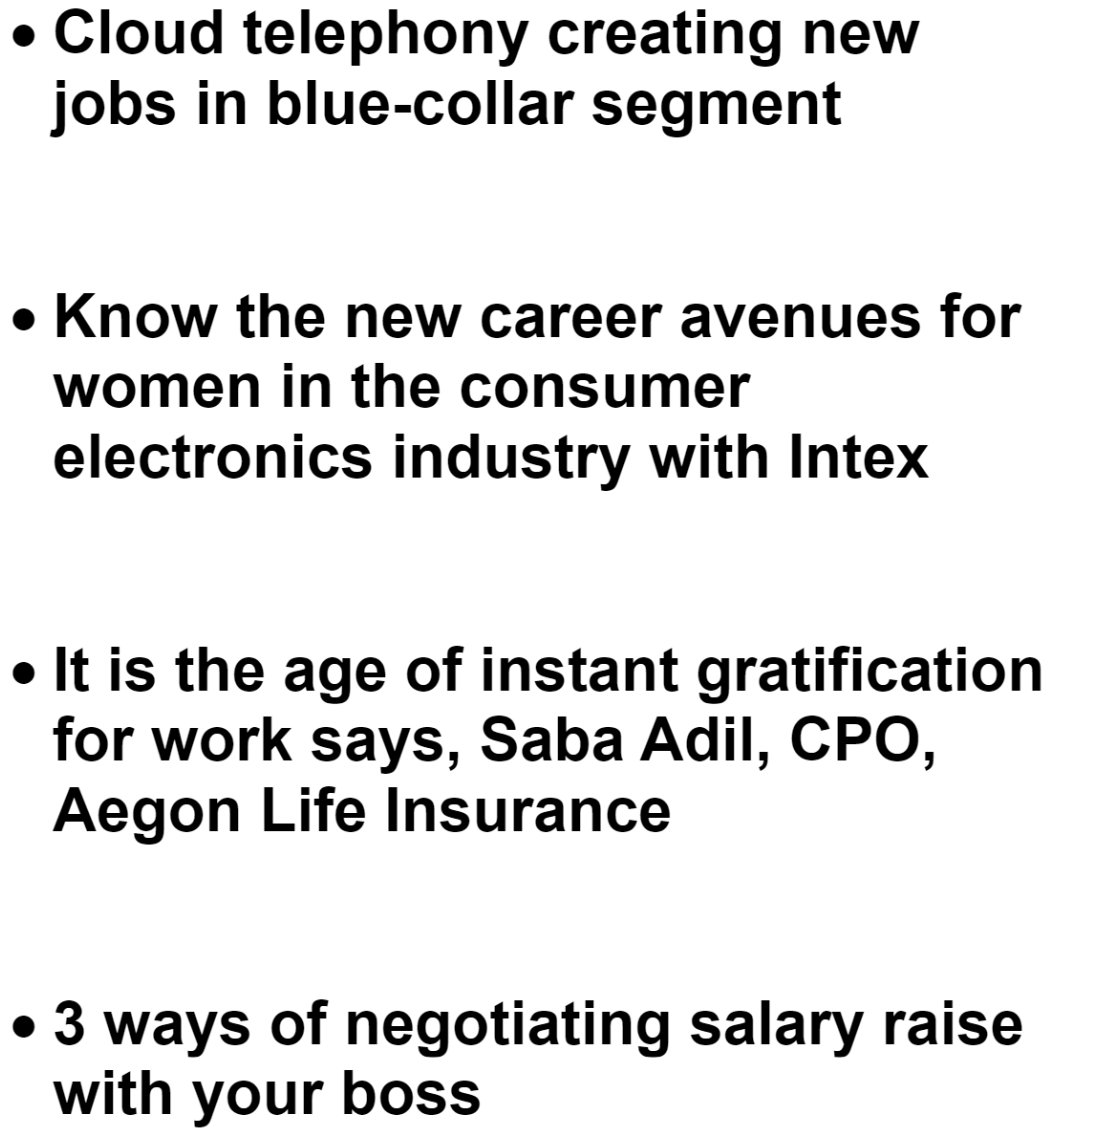 • Cloud telephony creating new
jobs in blue-collar segment
• Know the new career avenues for
women in the consumer
electronics industry with Intex
• It is the age of instant gratification
for work says, Saba Adil, CPO,
Aegon Life Insurance
• 3 ways of negotiating salary raise
with your boss